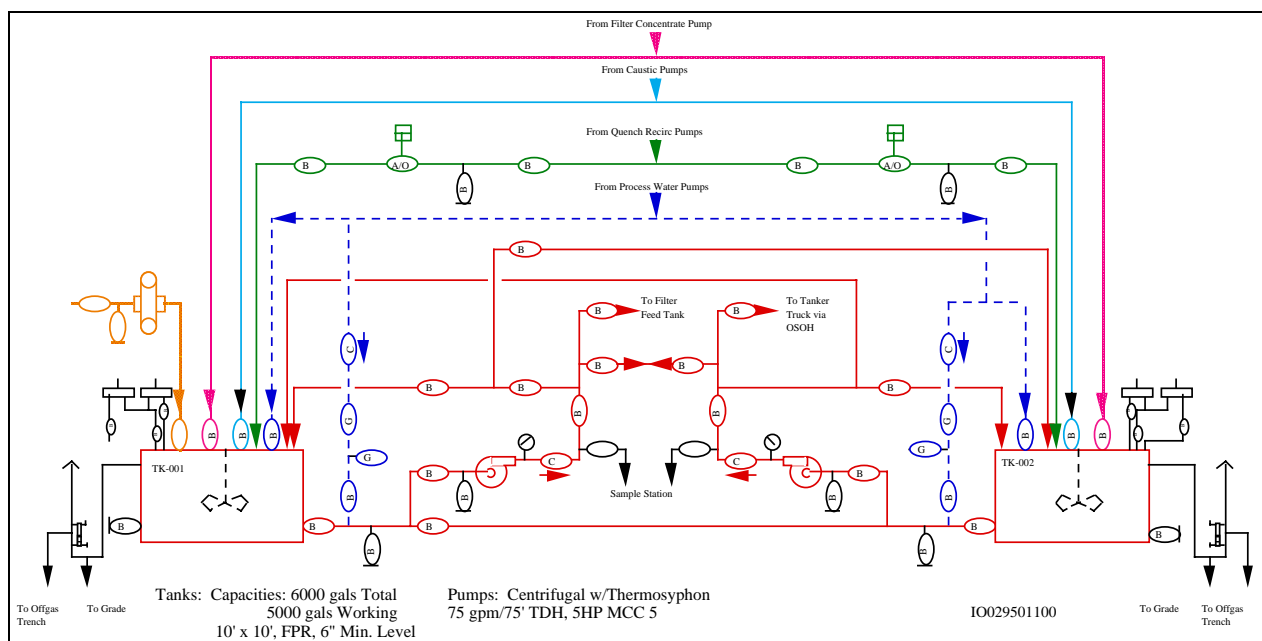 From Filter Concentrate Pump
From Caustic Pumps
From Quench Recirc Pumps
B
A/O
B
B
A/O
B
B
B
From Process Water Pumps
B
To Filter
Feed Tank
To Tanker
Truck via
OSOH
B
B
C
C
B
B
B
B
B
B
B
B
G
G
B
B
B
B
B
B
B
B
G
G
TK-001
TK-002
C
C
B
B
B
B
B
B
Sample Station
B
B
B
B
B
B
B
B
To Offgas
Trench
To Grade
Tanks: Capacities: 6000 gals Total
5000 gals Working
10' x 10', FPR, 6" Min. Level
Pumps: Centrifugal w/Thermosyphon
75 gpm/75' TDH, 5HP MCC 5
IO029501100
To Grade
To Offgas
Trench